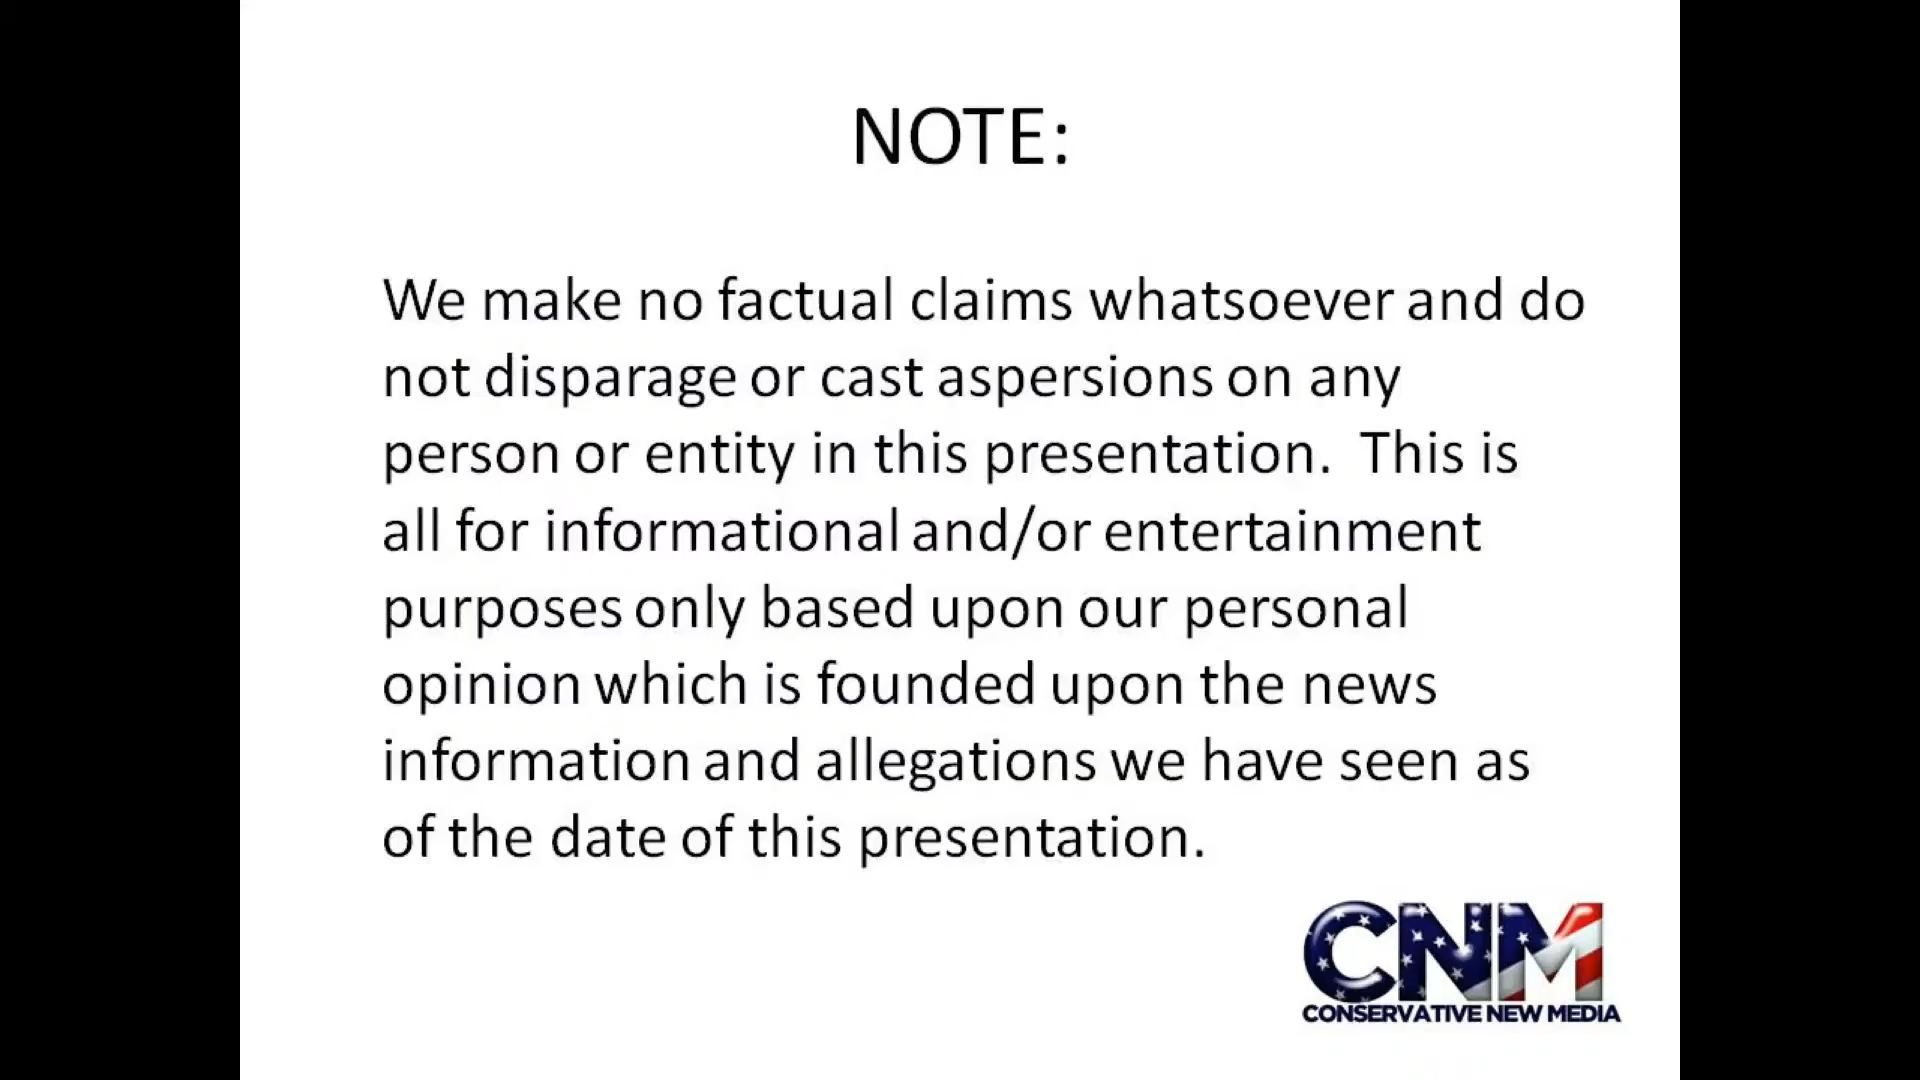 NOTE:
We make no factual claims whatsoever and do
not disparage or cast aspersions on any
person or entity in this presentation.  This is
all for informational and/or entertainment
purposes only based upon our personal
opinion which is founded upon the news
information and allegations we have seen as
of the date of this presentation.
CNM
CONSERVATIVE NEW MEDIA